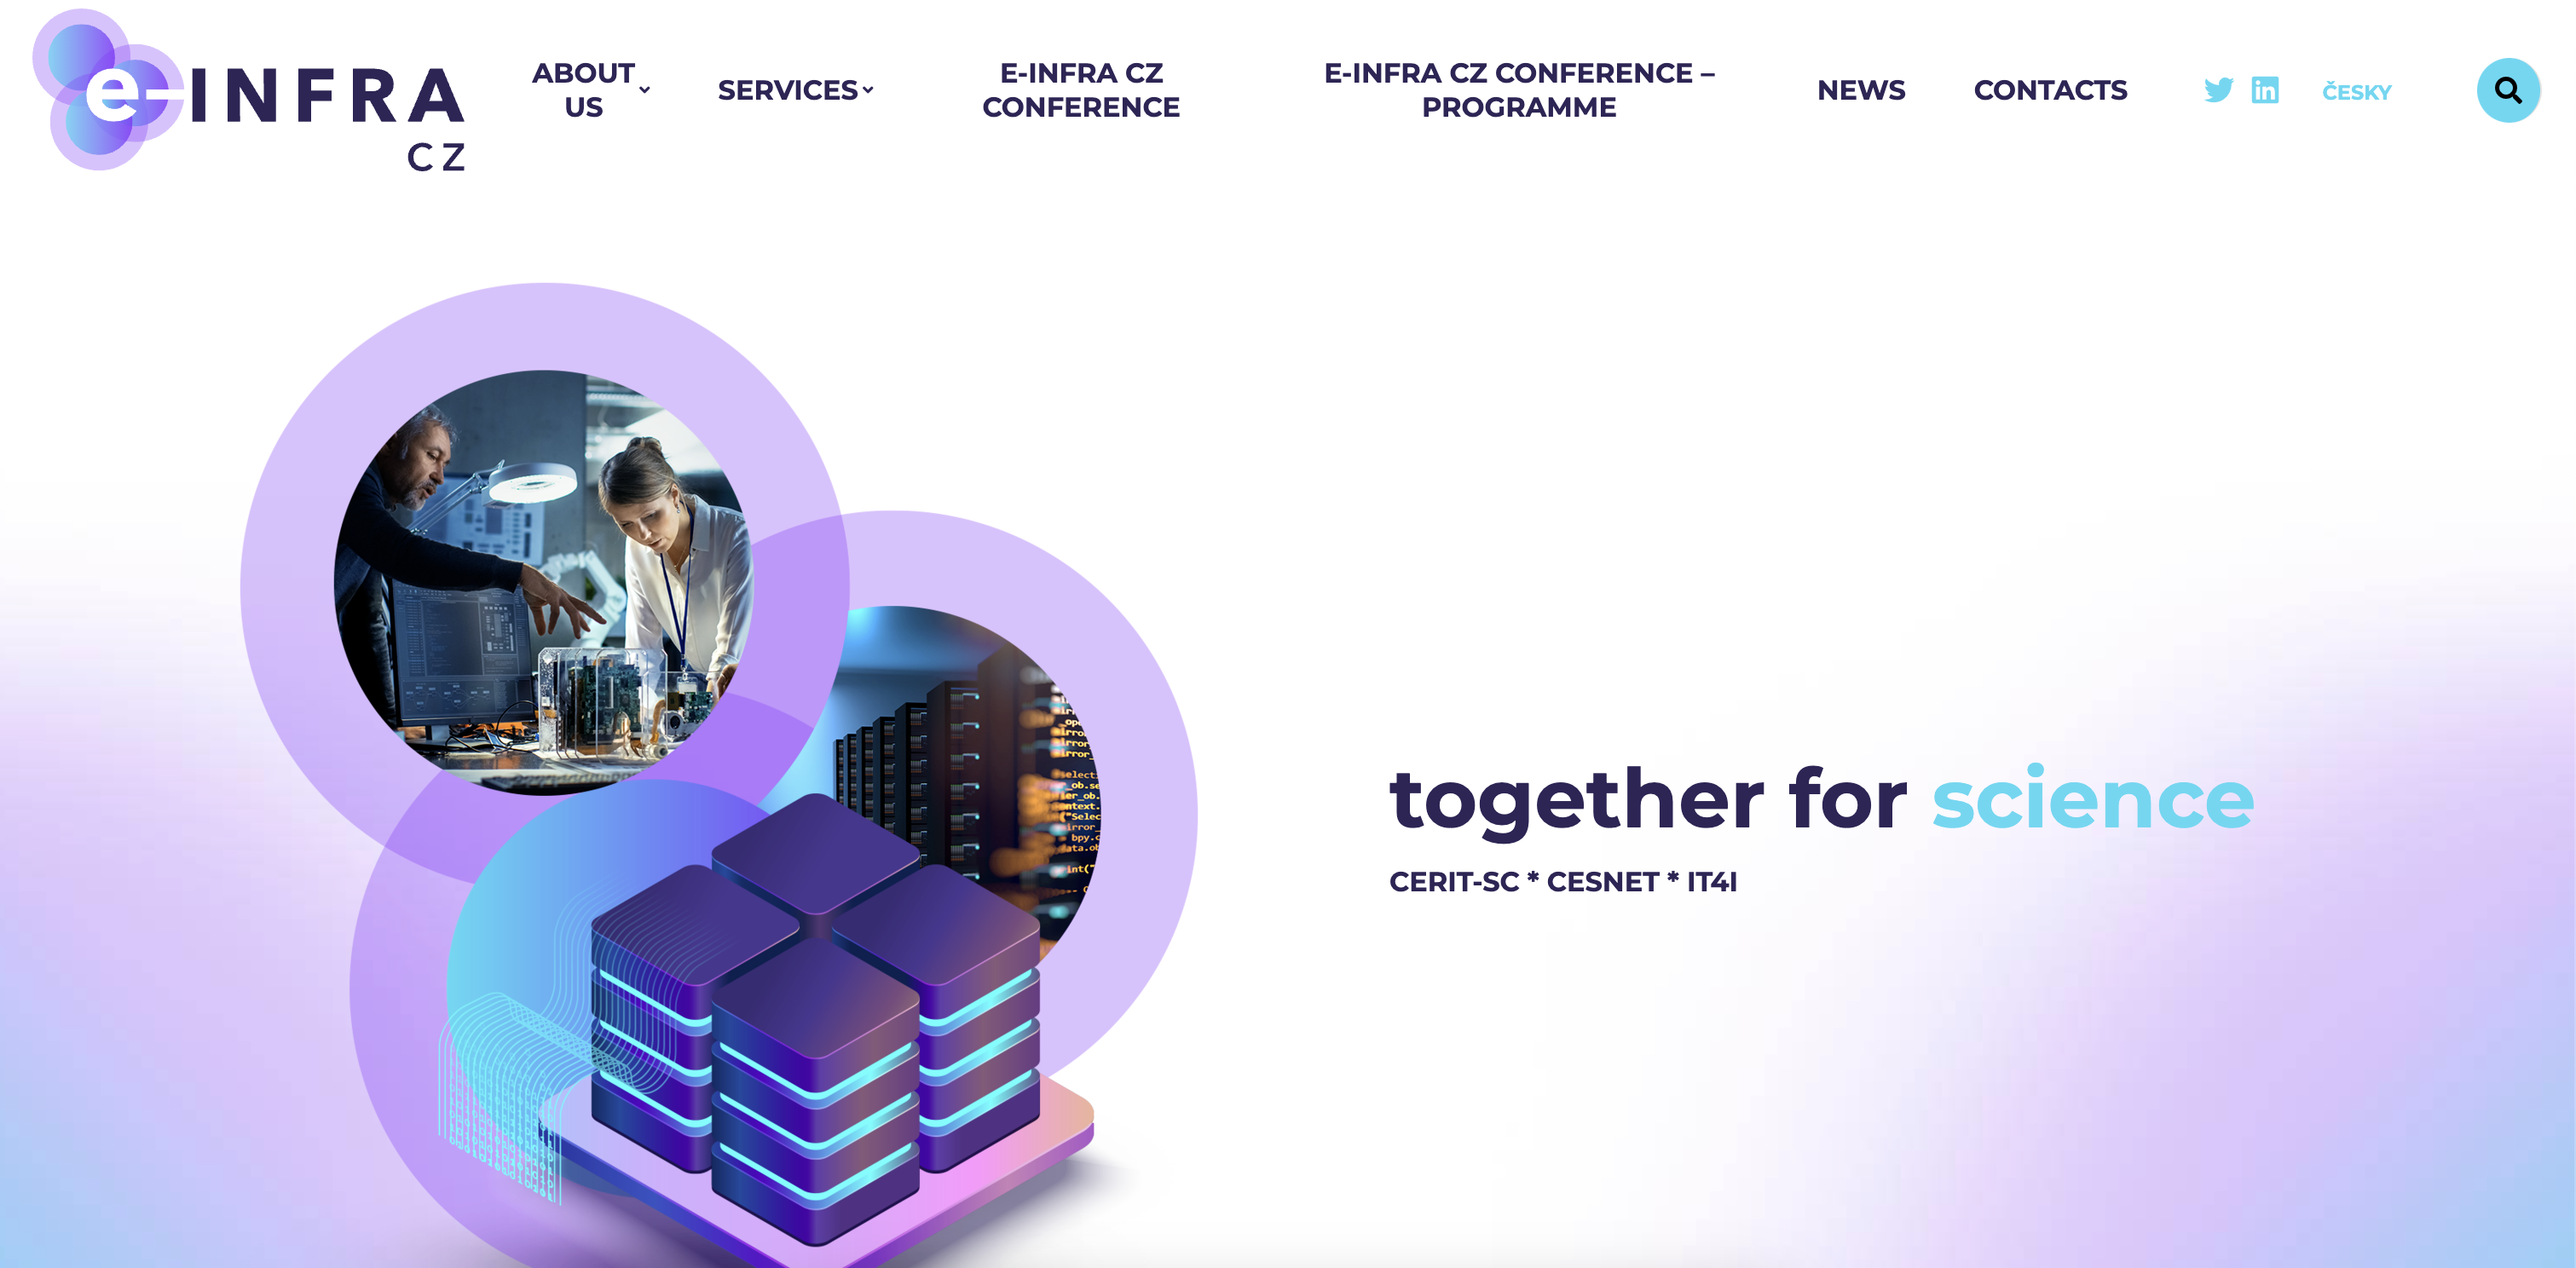 e-INFRA
CZ
ABOUT
US
SERVICES
E-INFRA CZ
CONFERENCE
E-INFRA CZ CONFERENCE –
PROGRAMME
NEWS
CONTACTS
in
ČESKY
together for science
CERIT-SC * CESNET * IT4I